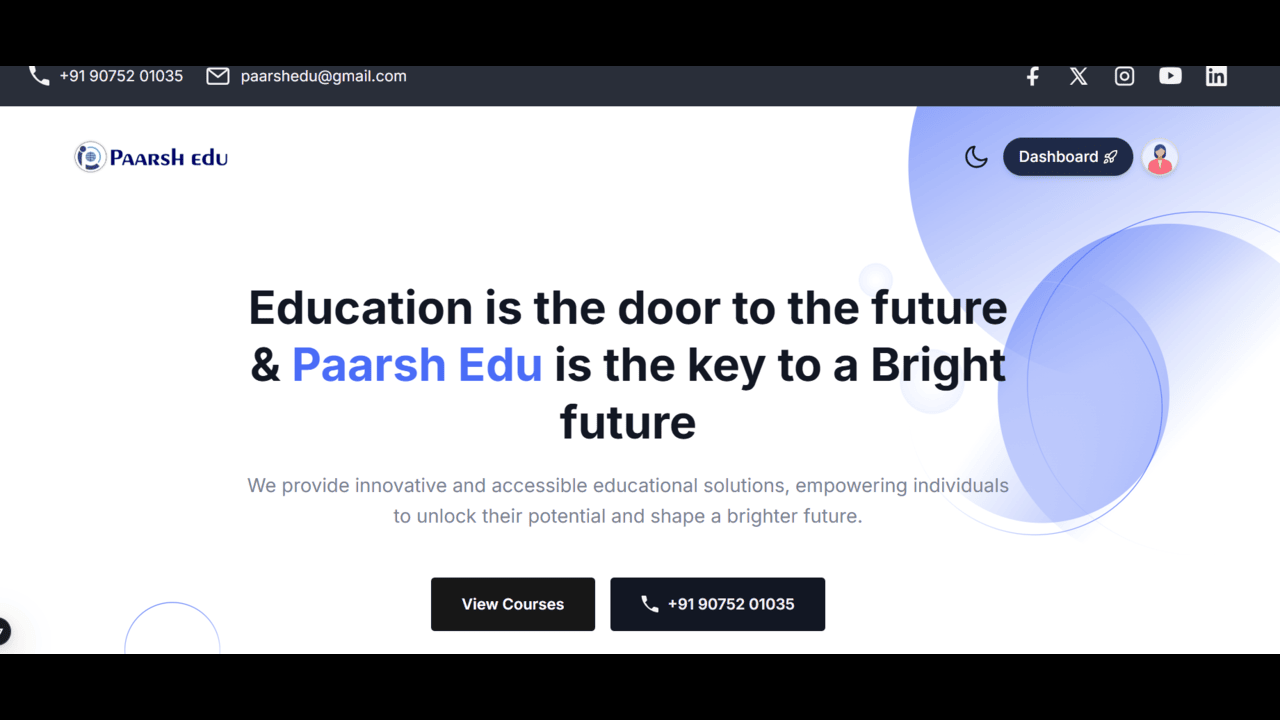 +91 90752 01035 paarshedu@gmail.com
PAARSH EDU
Dashboard
Education is the door to the future
& Paarsh Edu is the key to a Bright
future
We provide innovative and accessible educational solutions, empowering individuals
to unlock their potential and shape a brighter future.
View Courses
+91 90752 01035